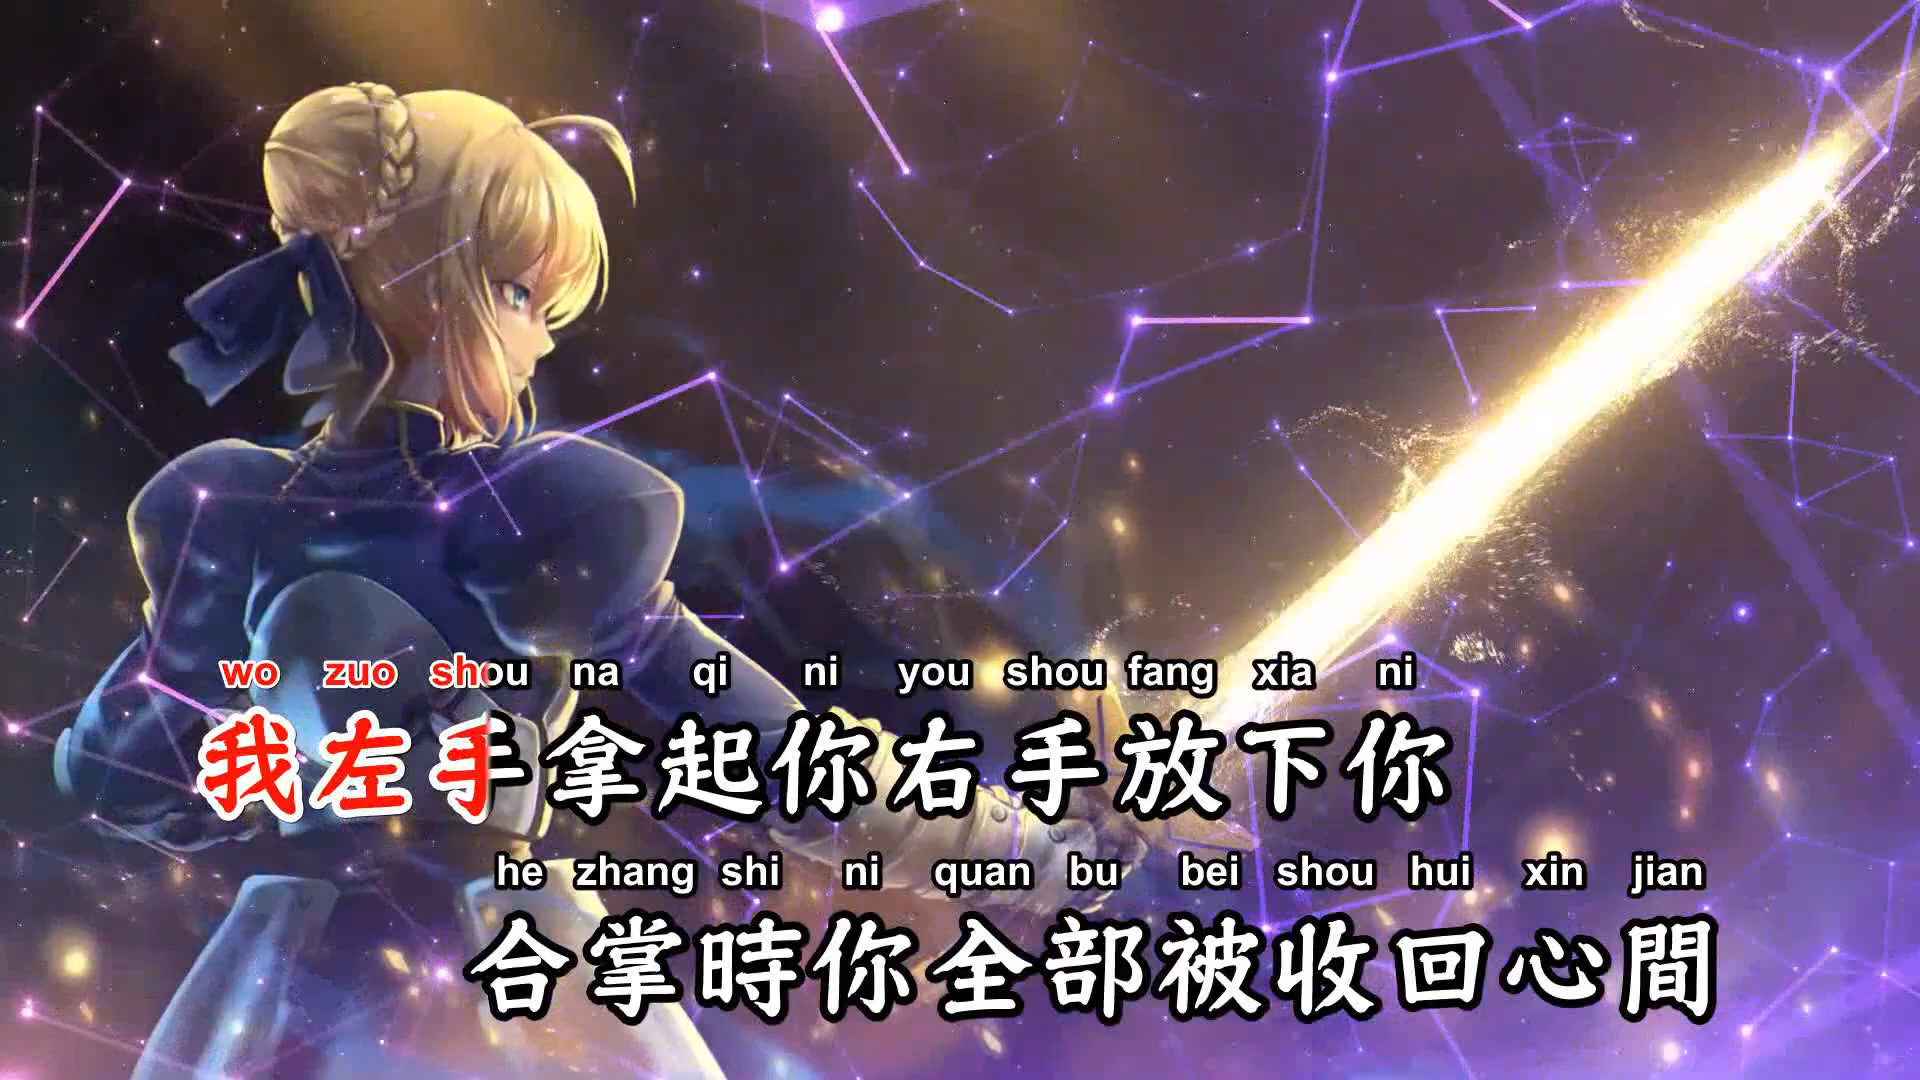 wo zuo shou na qi ni you shou fang xia ni
我左手拿起你右手放下你
he zhang shi ni quan bu bei shou hui xin jian
合掌時你全部被收回心間